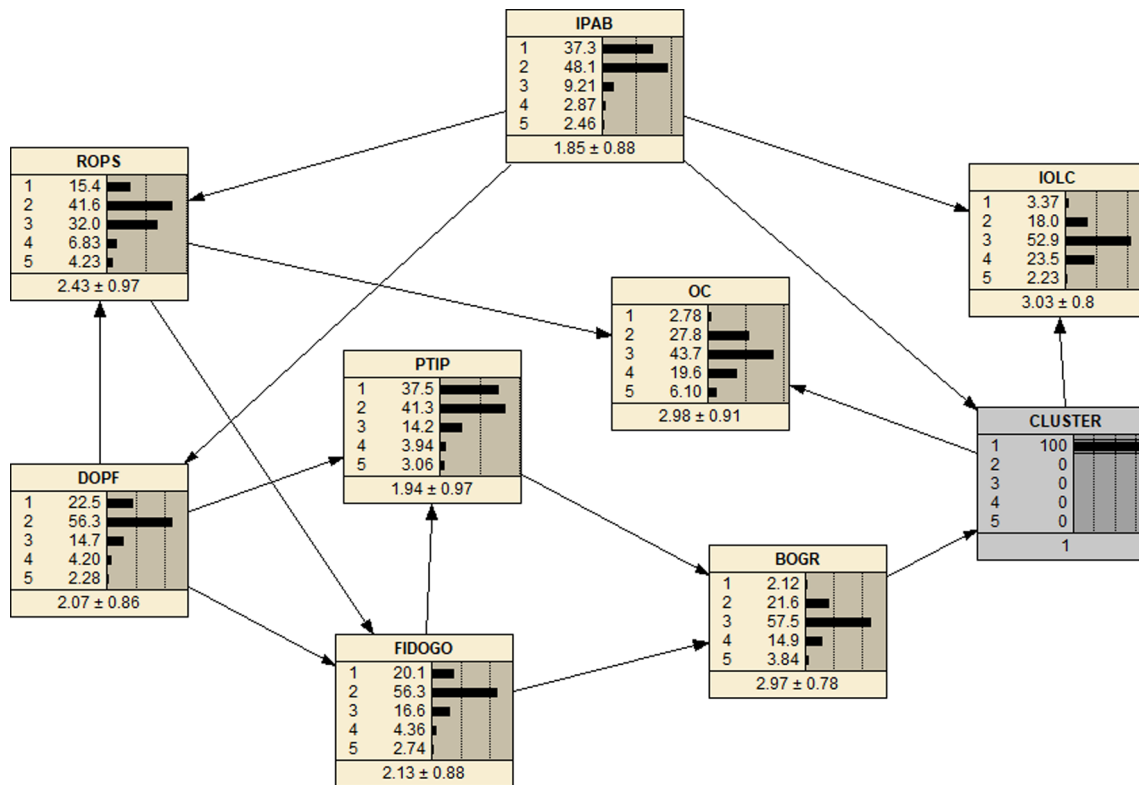 IPAB
1 37.3
2 48.1
3 9.21
4 2.87
5 2.46
1.85 ± 0.88
ROPS
1 15.4
2 41.6
3 32.0
4 6.83
5 4.23
2.43 ± 0.97
IOLC
1 3.37
2 18.0
3 52.9
4 23.5
5 2.23
3.03 ± 0.8
OC
1 2.78
2 27.8
3 43.7
4 19.6
5 6.10
2.98 ± 0.91
PTIP
1 37.5
2 41.3
3 14.2
4 3.94
5 3.06
1.94 ± 0.97
CLUSTER
1 100
2 0
3 0
4 0
5 0
1
DOPF
1 22.5
2 56.3
3 14.7
4 4.20
5 2.28
2.07 ± 0.86
BOGR
1 2.12
2 21.6
3 57.5
4 14.9
5 3.84
2.97 ± 0.78
FIDOGO
1 20.1
2 56.3
3 16.6
4 4.36
5 2.74
2.13 ± 0.88